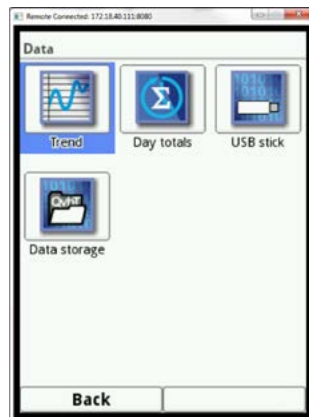 Remote Connected: 172.18.40.111:8080
Data
Trend
Day totals
USB stick
Data storage
Back